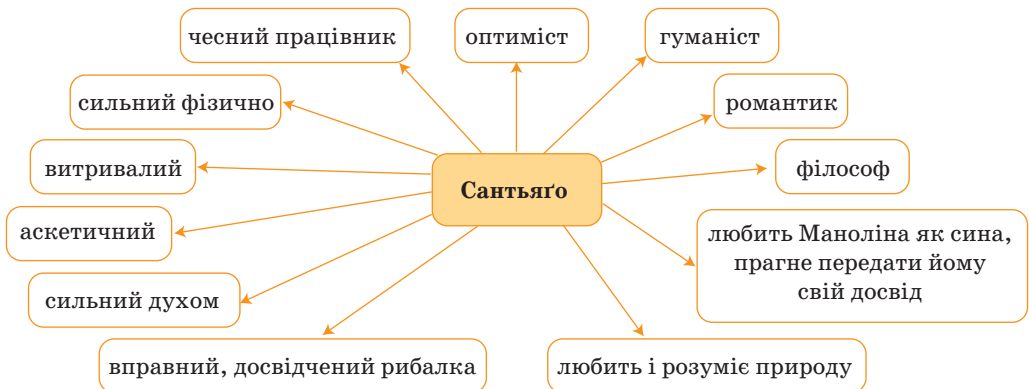 чесний працівник
оптиміст
гуманіст
сильний фізично
романтик
витривалий
Сантьяґо
філософ
аскетичний
любить Маноліна як сина,
прагне передати йому
свій досвід
сильний духом
вправний, досвідчений рибалка
любить і розуміє природу